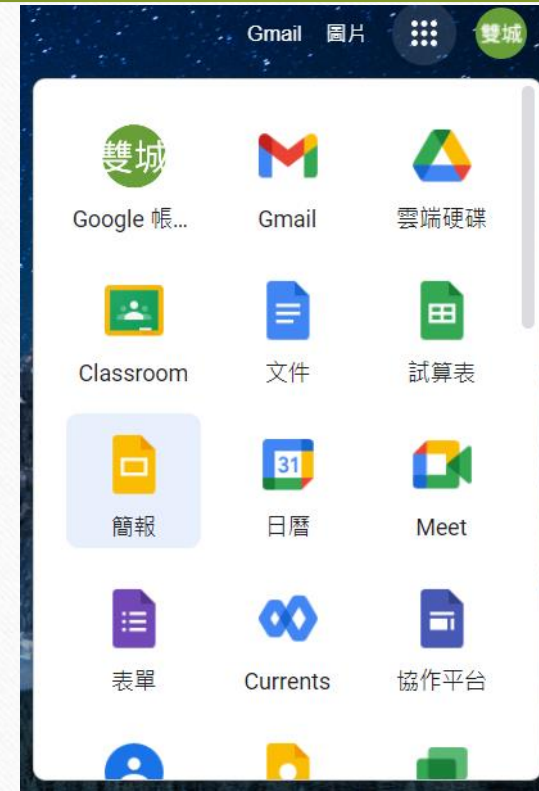 Gmail 圖片 雙城
雙城
Google 帳... Gmail 雲端硬碟
Classroom 文件 試算表
31
簡報 日曆 Meet
表單 Currents 協作平台